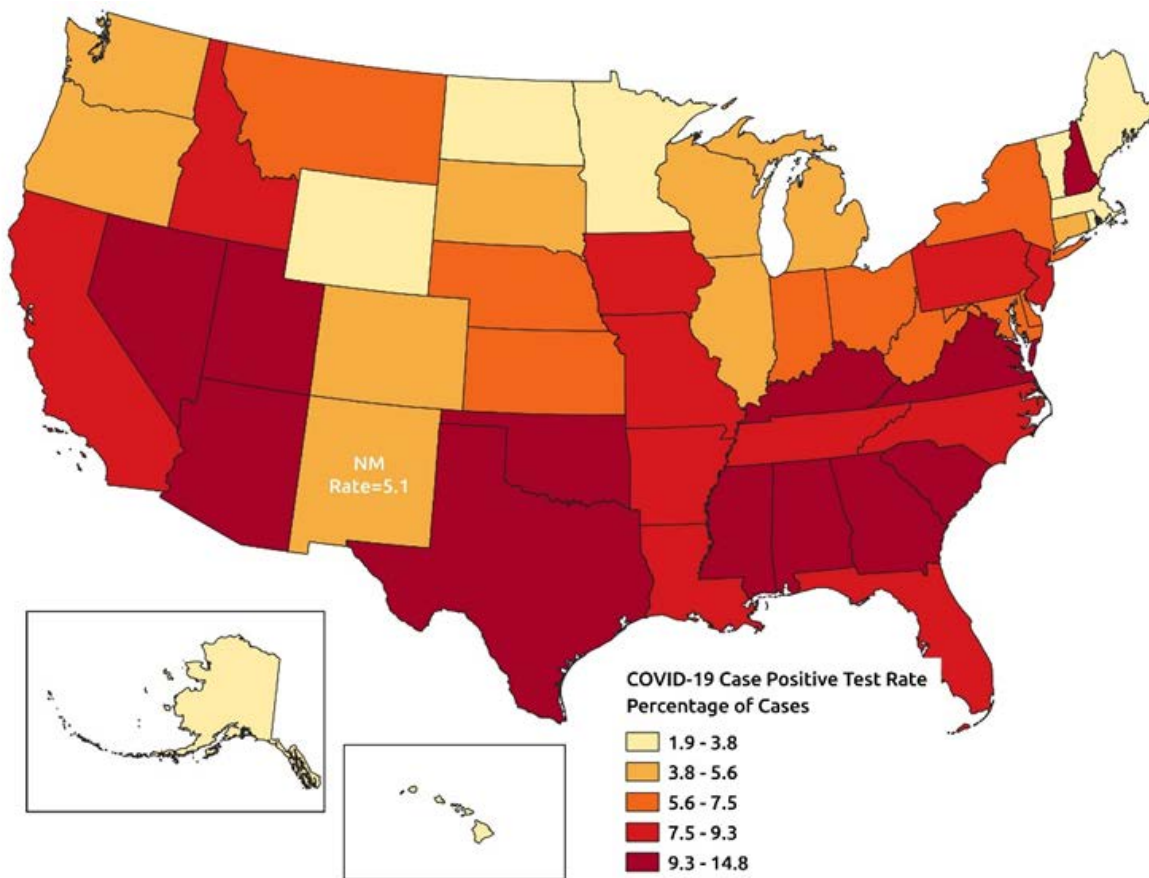 NM
Rate=5.1
COVID-19 Case Positive Test Rate
Percentage of Cases
1.9 - 3.8
3.8 - 5.6
5.6 - 7.5
7.5 - 9.3
9.3 - 14.8